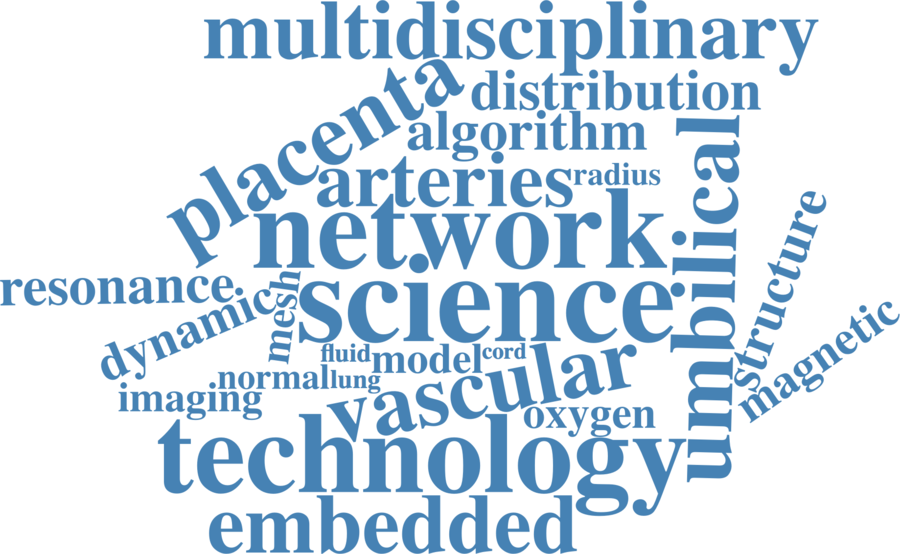 multidisciplinary
placenta
distribution
algorithm
arteries
radius
network
umbilical
structure
resonance
science
mesh
dynamic
magnetic
fluid
model
cord
normal
lung
vascular
imaging
oxygen
technology
embedded